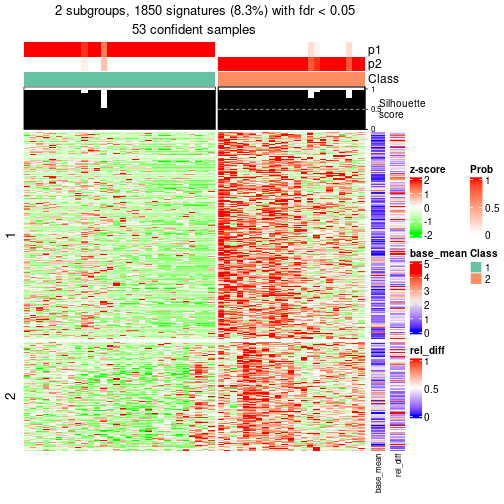 2 subgroups, 1850 signatures (8.3%) with fdr < 0.05
53 confident samples
p1
p2
Class
1
0.5
0
Silhouette
score
1
2
z-score
2
1
0
-1
-2
Prob
1
0.5
0
base_mean
5
4
3
2
1
0
Class
1
2
rel_diff
1
0.5
0
base_mean
rel_diff